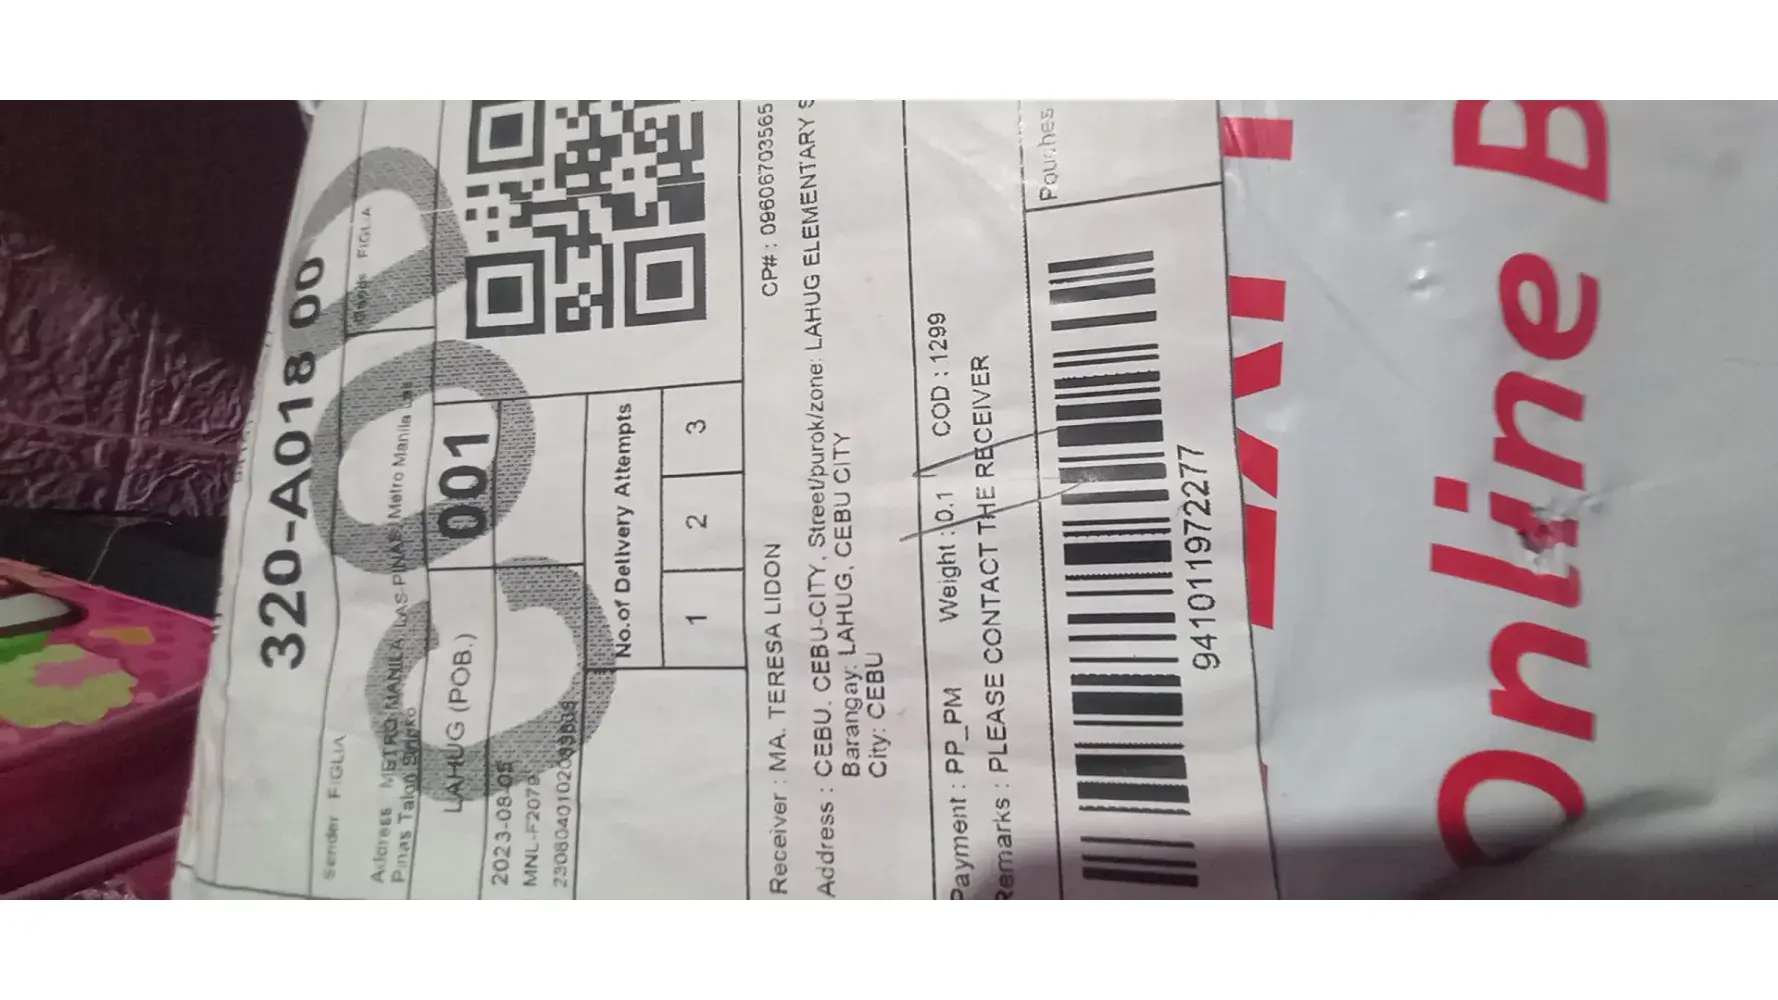 320-A018 00
Sender FIGLIA
FIGLIA
Address METRO-MANILA, LAS-PINAS, Metro Manila Las
Pinas Talon
COD
LAHUG (POB.)
001
2023-08-05
MNL-F2079
No.of Delivery Attempts
1 2 3
Receiver : MA. TERESA LIDON
CP# : 09606703565
Address : CEBU. CEBU-CITY, Street/purok/zone: LAHUG ELEMENTARY S
Barangay: LAHUG, CEBU CITY
City: CEBU
Payment : PP_PM Weight : 0.1 COD : 1299
Remarks : PLEASE CONTACT THE RECEIVER
Pouches
941011972277
Online B